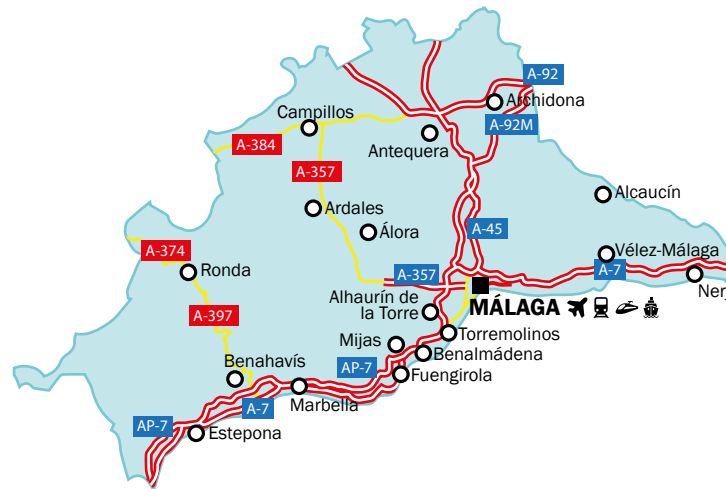 A-92
Campillos
Archidona
A-92M
A-384
Antequera
A-357
Alcaucín
Ardales
Álora
A-45
A-374
Vélez-Málaga
Ronda
A-357
A-7
Nerj
Alhaurín de
la Torre
MÁLAGA
A-397
Mijas
Torremolinos
Benalmádena
Benahavís
AP-7
Fuengirola
Marbella
A-7
AP-7
Estepona